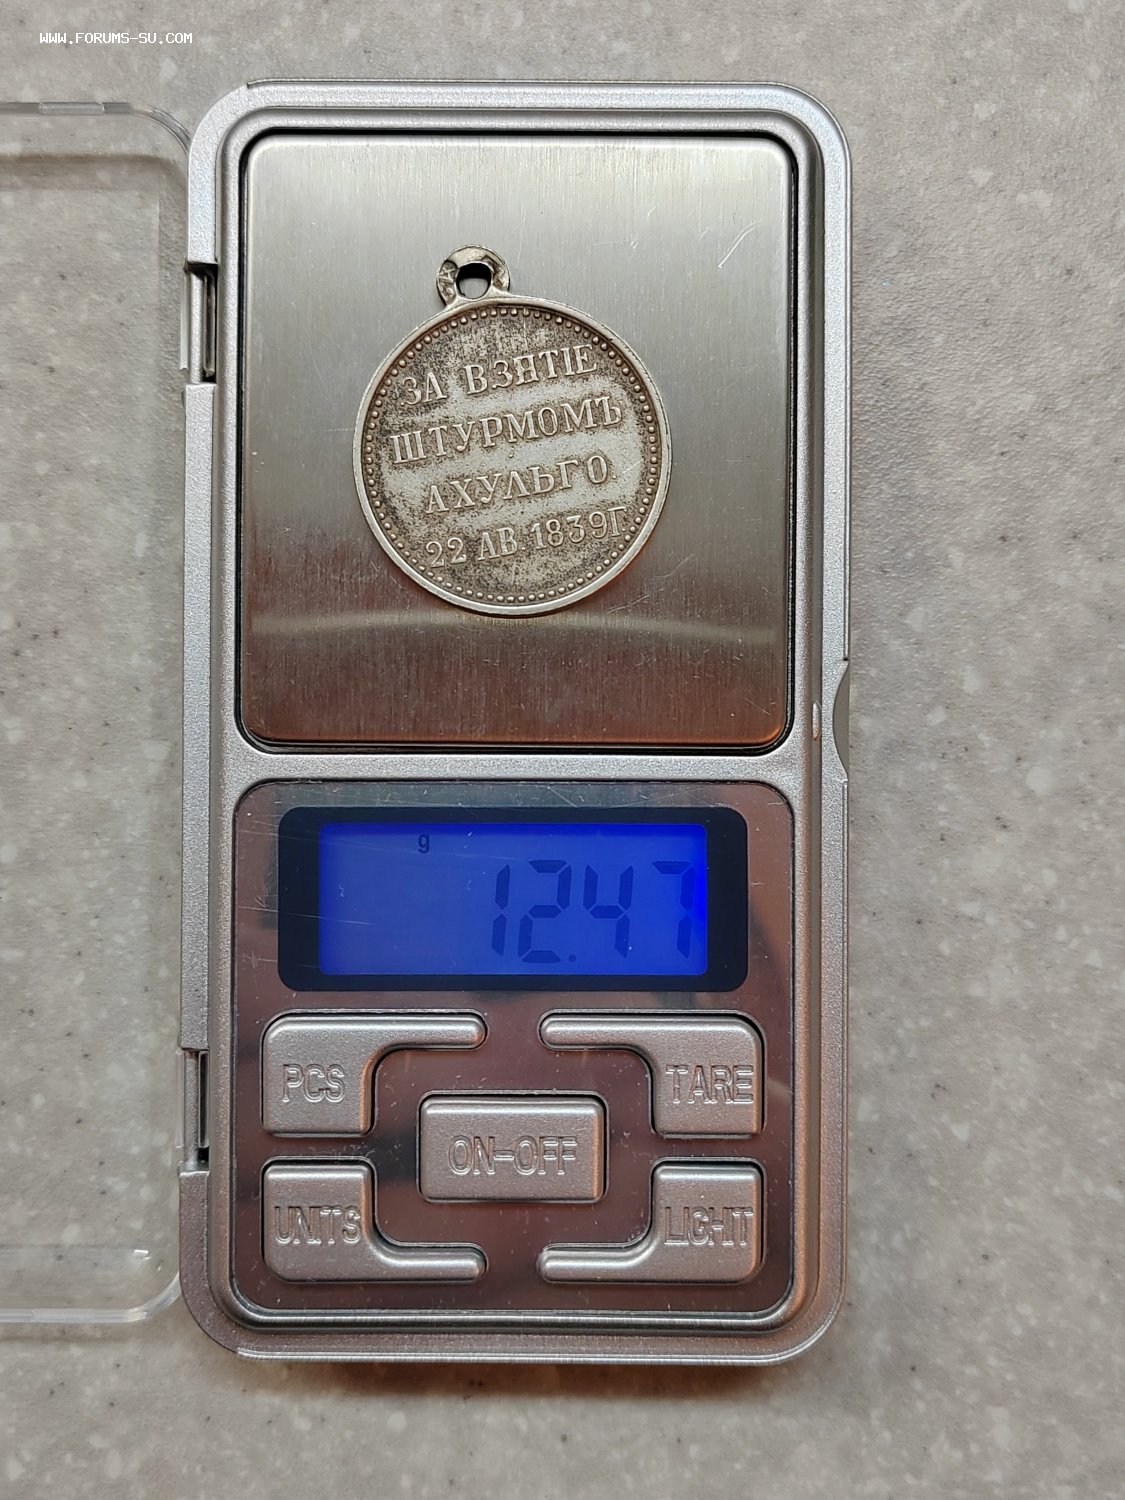 WWW.FORUMS-SU.COM
ЗА ВЗЯТІЕ
ШТУРМОМЪ
АХУЛЬГО
22 АВ. 1839Г.
g
12.47
PCS
TARE
ON-OFF
UNITS
LIGHT